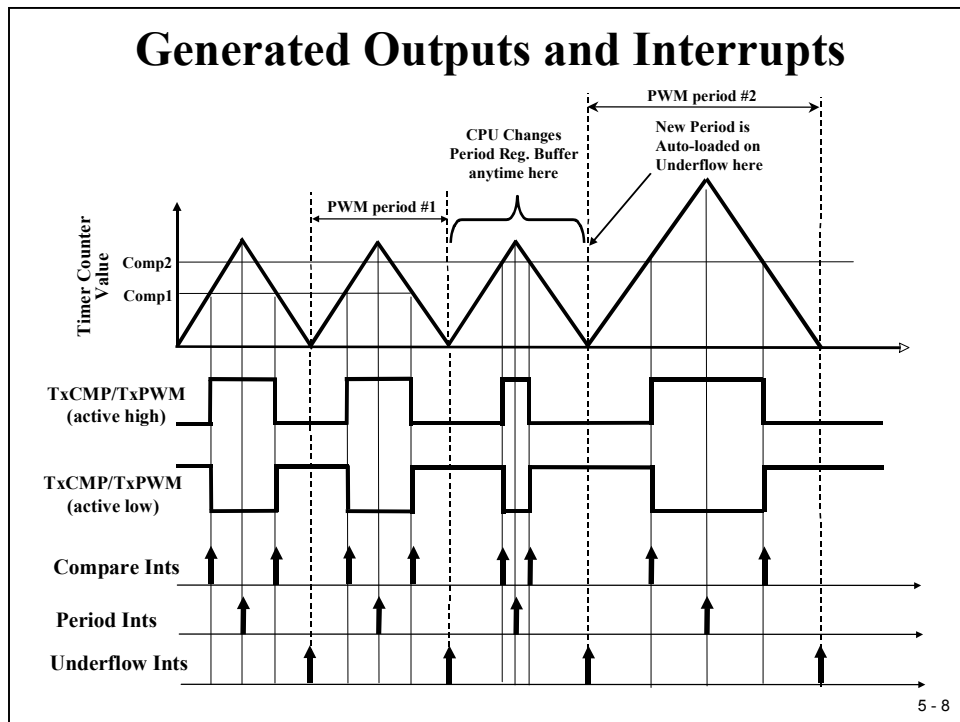 Generated Outputs and Interrupts
PWM period #2
CPU Changes
Period Reg. Buffer
anytime here
New Period is
Auto-loaded on
Underflow here
PWM period #1
Timer Counter
Value
Comp2
Comp1
TxCMP/TxPWM
(active high)
TxCMP/TxPWM
(active low)
Compare Ints
Period Ints
Underflow Ints
5 - 8